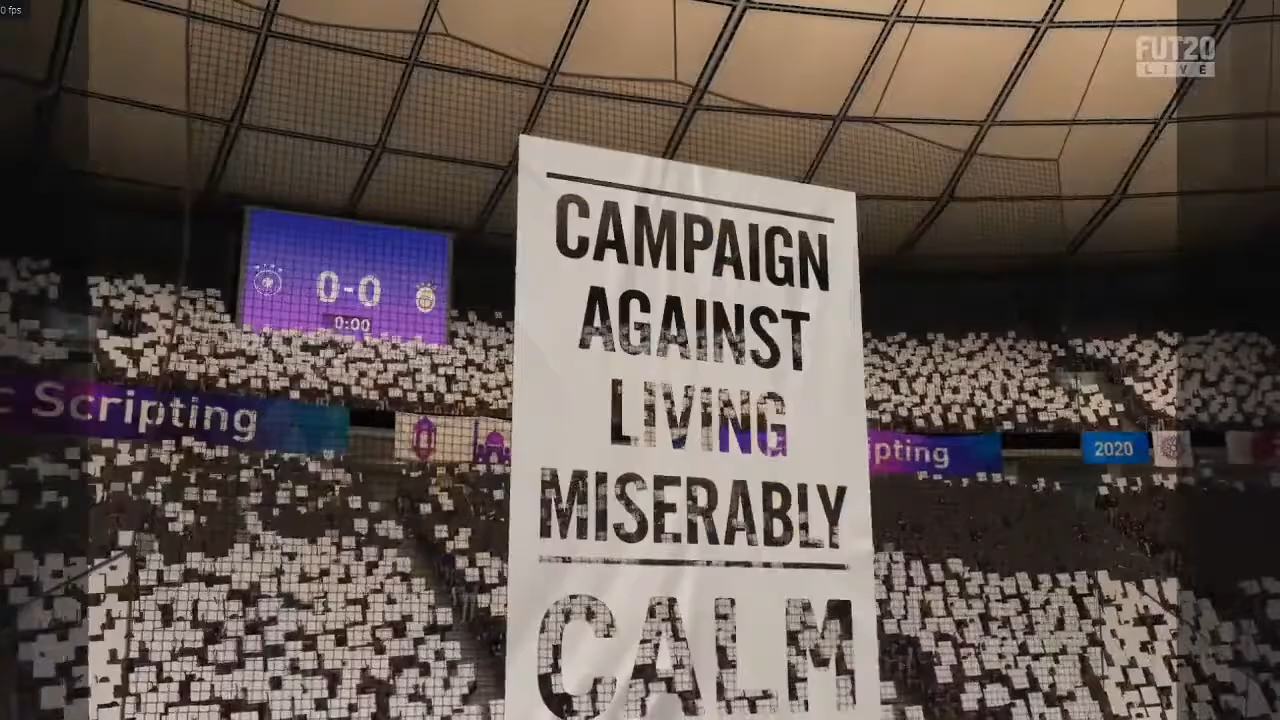 0 fps
FUT20
LIVE
CAMPAIGN
AGAINST
LIVING
MISERABLY
CALM
0-0
0:00
c Scripting
pting
2020